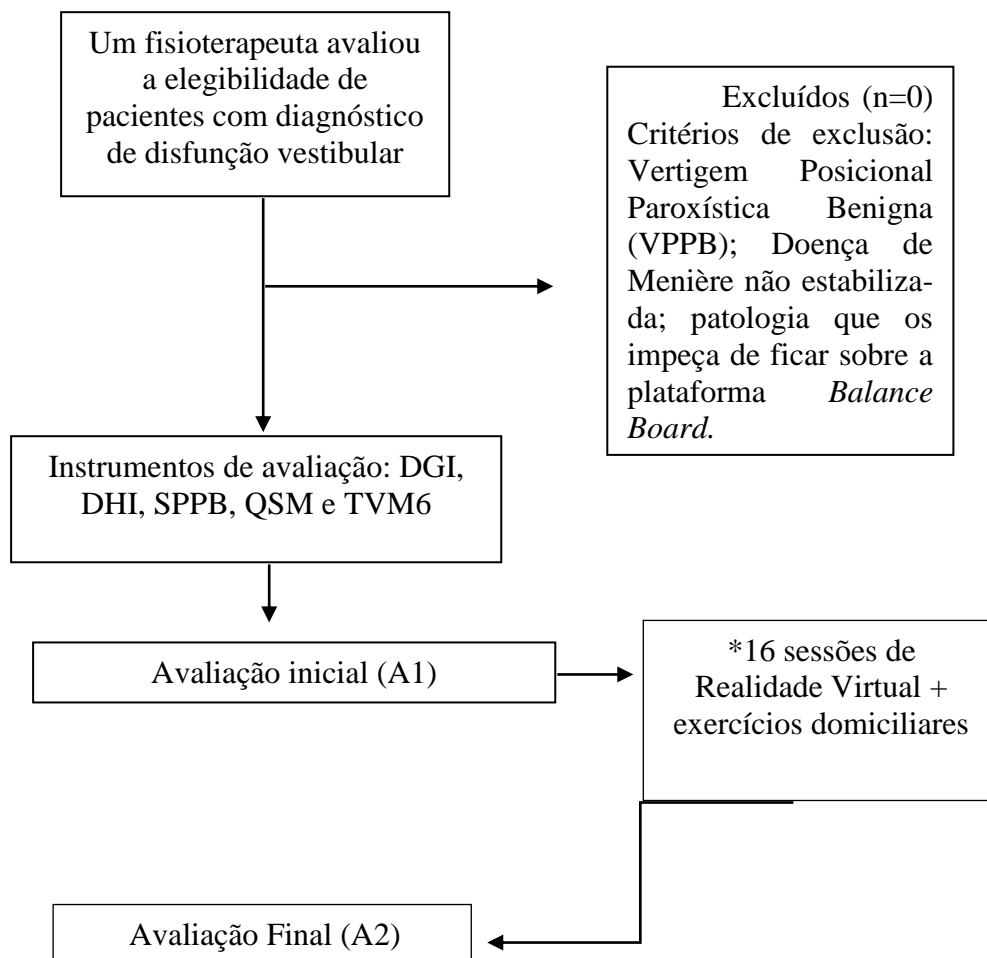 Um fisioterapeuta avaliou
a elegibilidade de
pacientes com diagnóstico
de disfunção vestibular
Excluídos (n=0)
Critérios de exclusão:
Vertigem Posicional
Paroxística Benigna
(VPPB); Doença de
Menière não estabiliza-
da; patologia que os
impeça de ficar sobre a
plataforma Balance
Board.
Instrumentos de avaliação: DGI,
DHI, SPPB, QSM e TVM6
Avaliação inicial (A1)
*16 sessões de
Realidade Virtual +
exercícios domiciliares
Avaliação Final (A2)